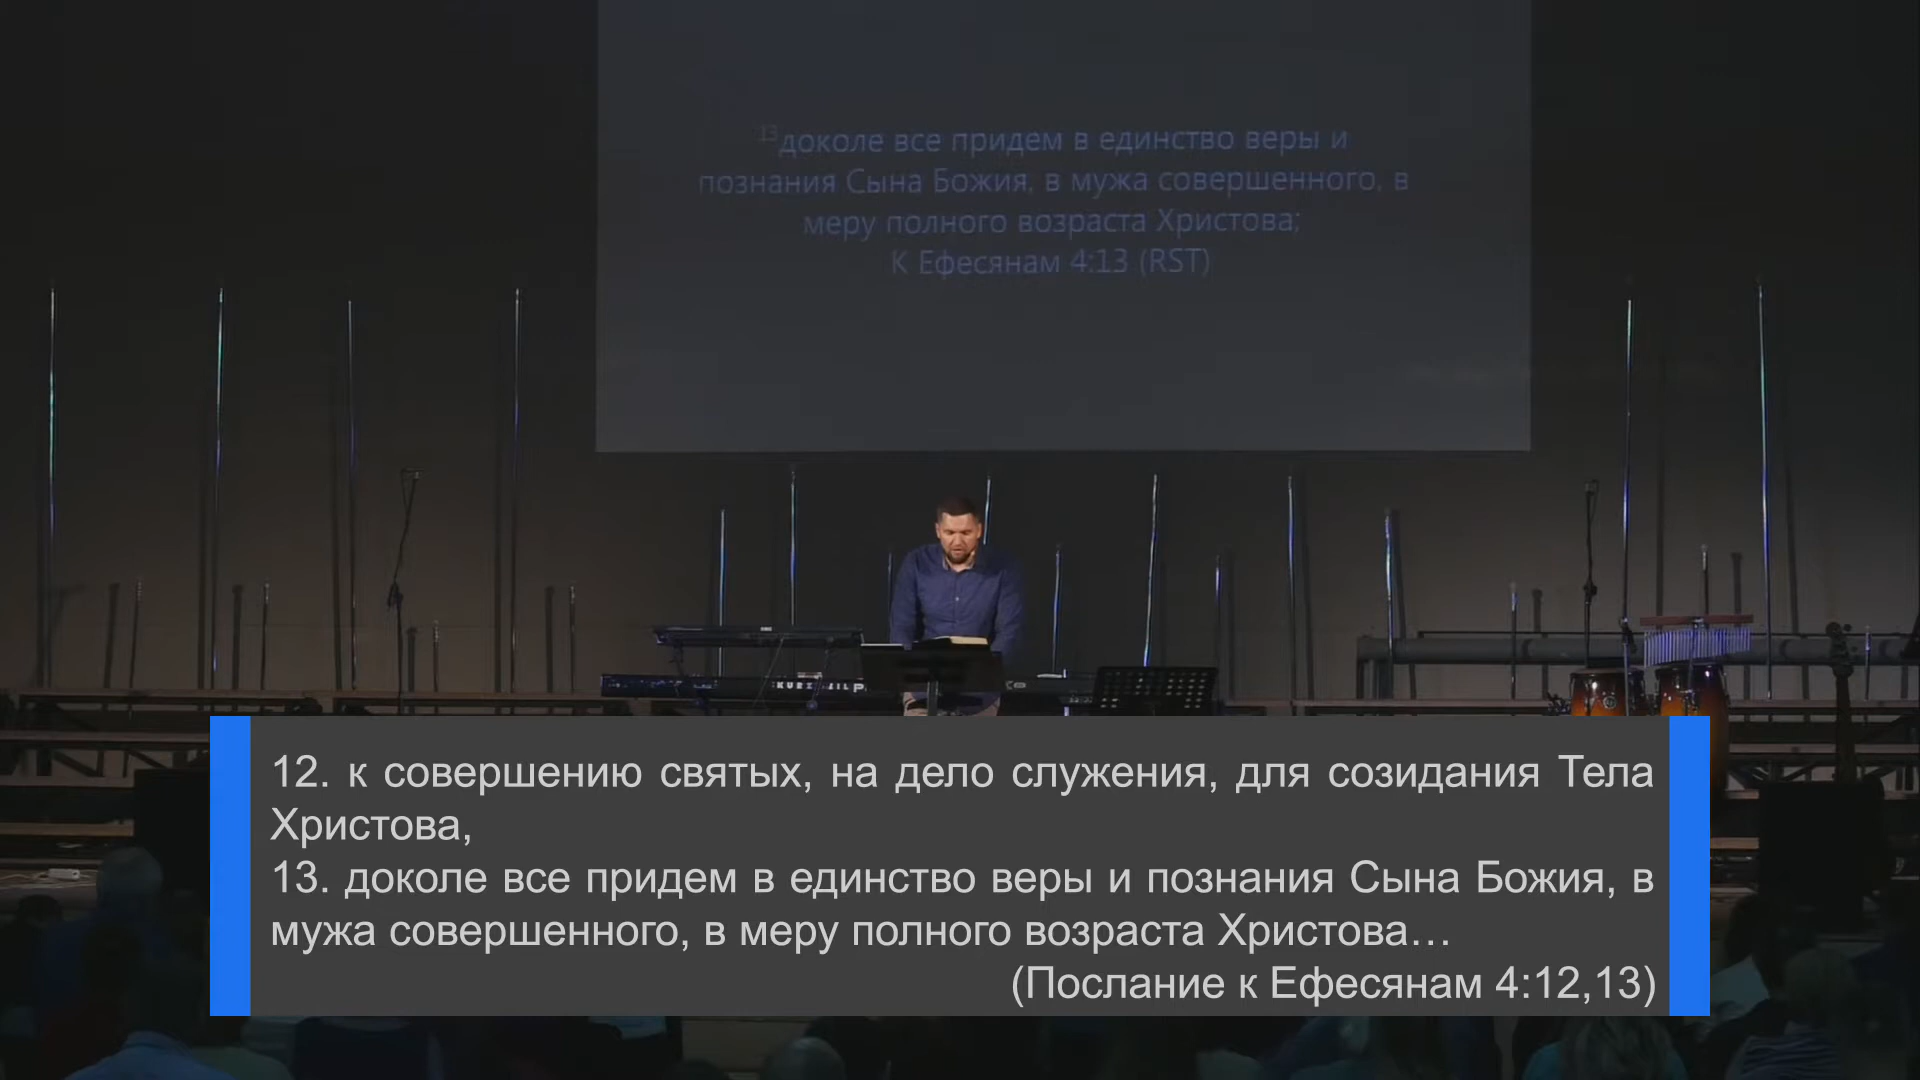 ¹³доколе все придем в единство веры и
познания Сына Божия, в мужа совершенного, в
меру полного возраста Христова;
К Ефесянам 4:13 (RST)
12. к совершению святых, на дело служения, для созидания Тела
Христова,
13. доколе все придем в единство веры и познания Сына Божия, в
мужа совершенного, в меру полного возраста Христова...
(Послание к Ефесянам 4:12,13)